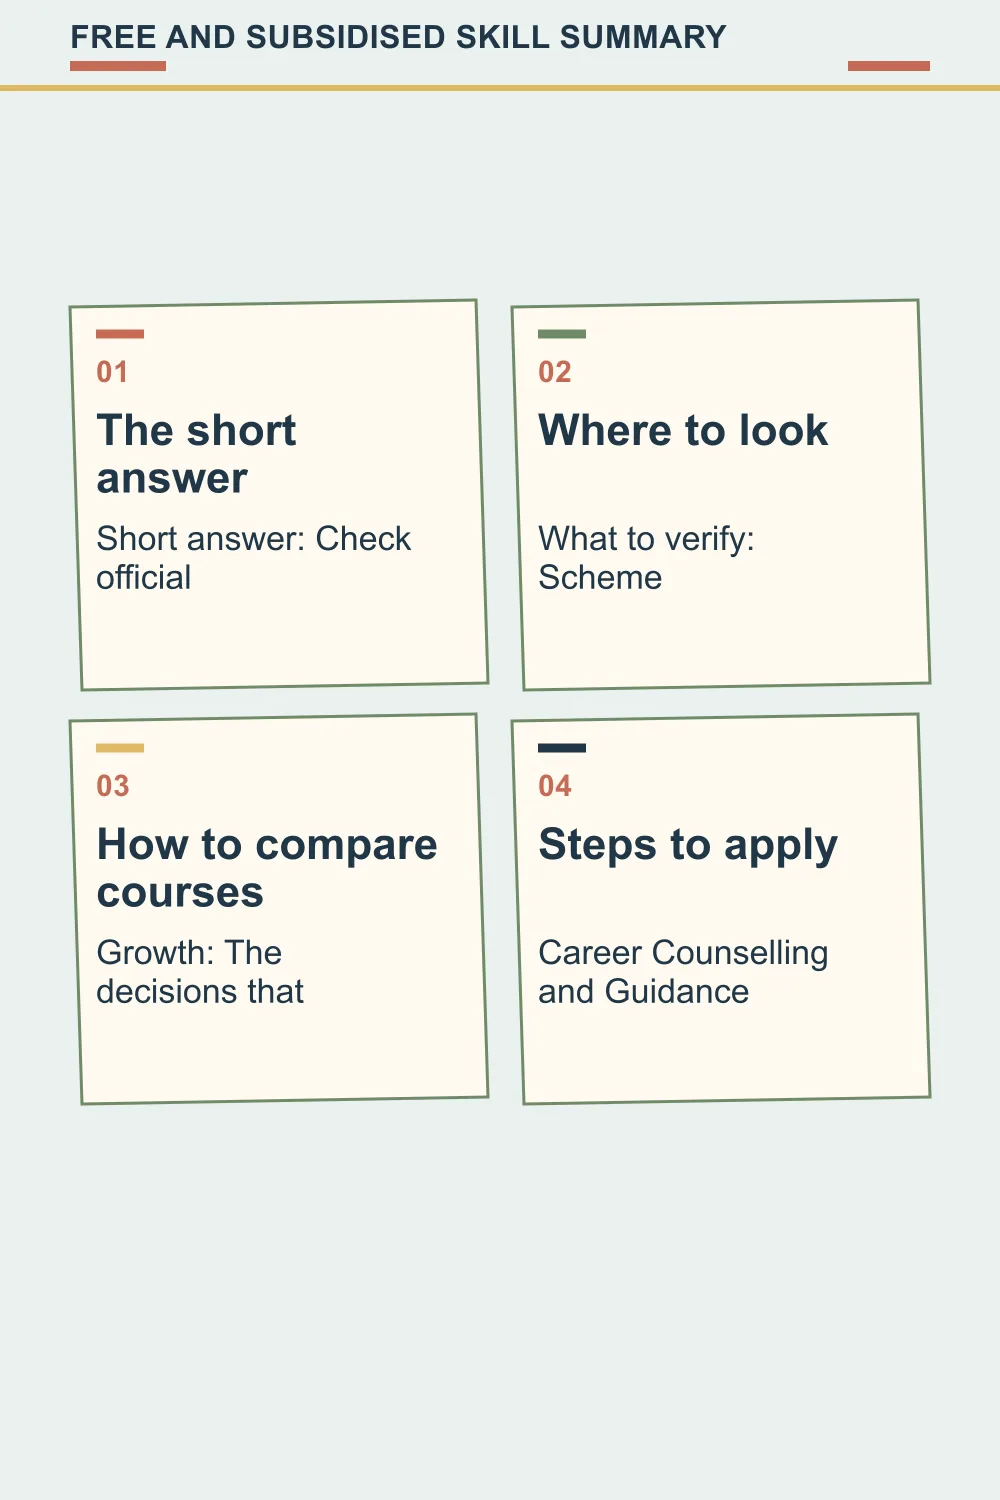 FREE AND SUBSIDISED SKILL SUMMARY
01
The short
answer
Short answer: Check
official
02
Where to look
What to verify:
Scheme
03
How to compare
courses
Growth: The
decisions that
04
Steps to apply
Career Counselling
and Guidance